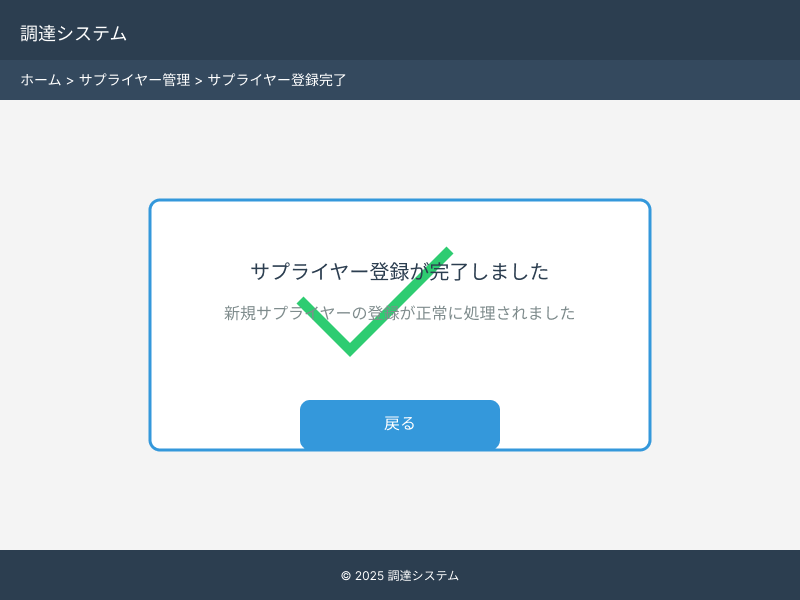 調達システム
ホーム > サプライヤー管理 > サプライヤー登録完了
サプライヤー登録が完了しました
新規サプライヤーの登録が正常に処理されました
戻る
© 2025 調達システム